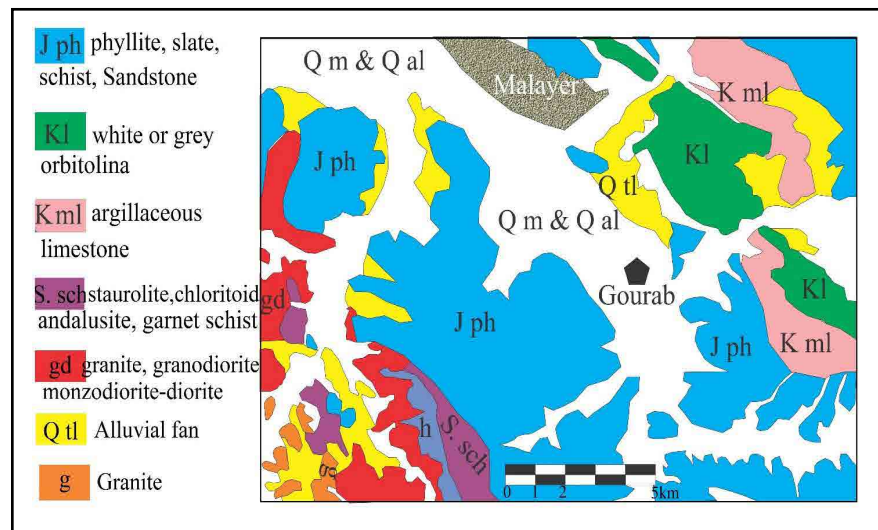 J ph phyllite, slate,
schist, Sandstone
Kl white or grey
orbitolina
K ml argillaceous
limestone
S. sch staurolite,chloritoid
andalusite, garnet schist
gd granite, granodiorite
monzodiorite-diorite
Q tl Alluvial fan
g Granite
Q m & Q al
Malayer
K ml
J ph
Kl
Q tl
Q m & Q al
Gourab
gd
Kl
J ph
J ph
K ml
h
S. sch
g
0 1 2 5km